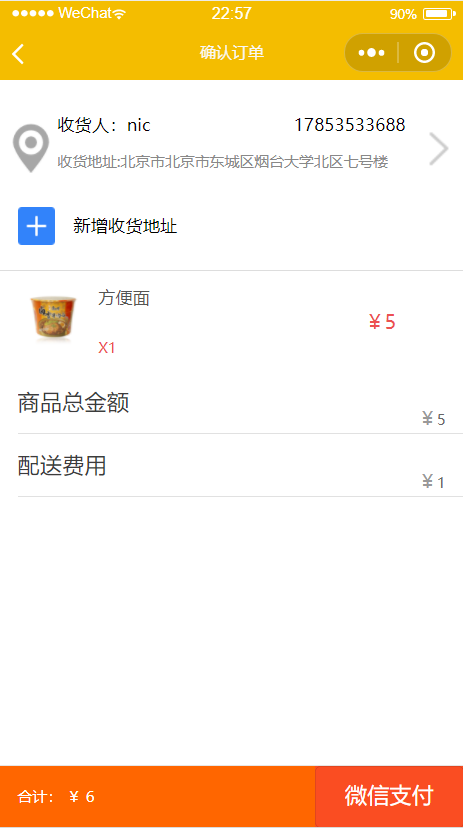 WeChat
22:57
90%
确认订单
收货人：nic
17853533688
收货地址:北京市北京市东城区烟台大学北区七号楼
新增收货地址
方便面
¥5
X1
商品总金额
¥5
配送费用
¥1
合计： ¥ 6
微信支付